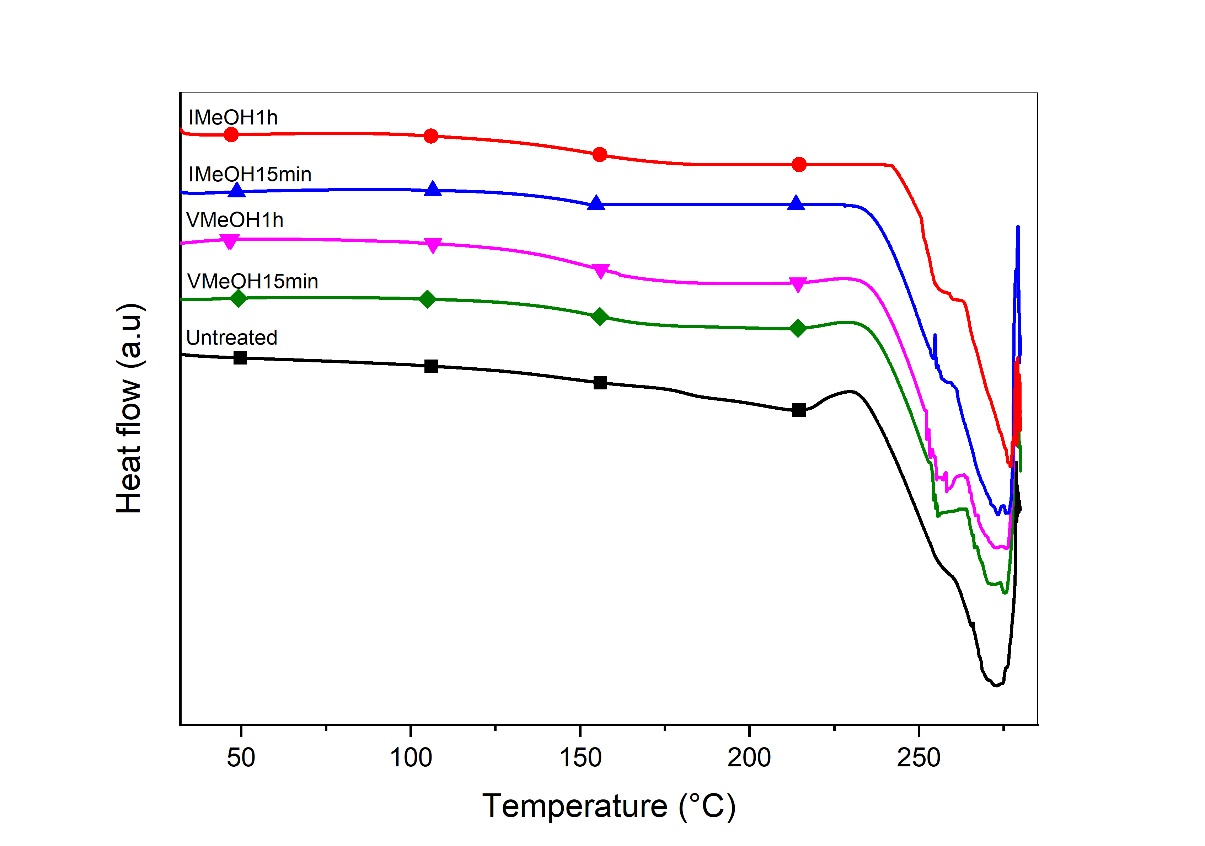 IMeOH1h
IMeOH15min
VMeOH1h
VMeOH15min
Untreated
Heat flow (a.u)
50 100 150 200 250
Temperature (°C)